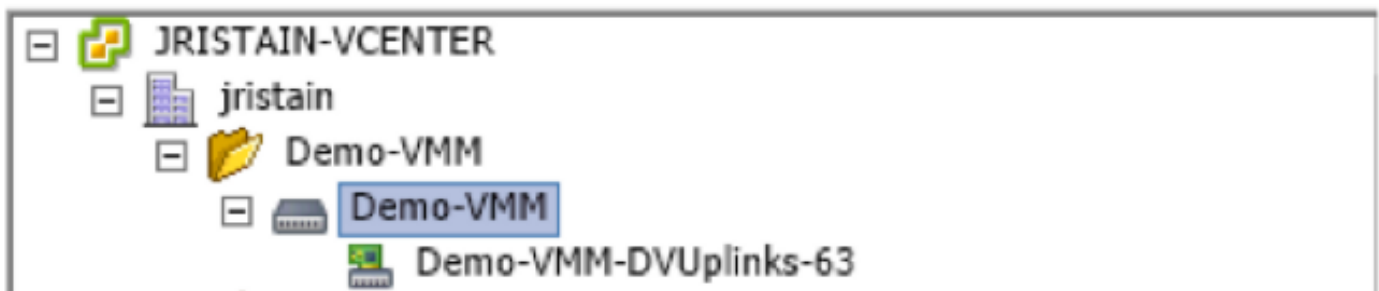 JRISTAIN-VCENTER
jristain
Demo-VMM
Demo-VMM
Demo-VMM-DVUplinks-63